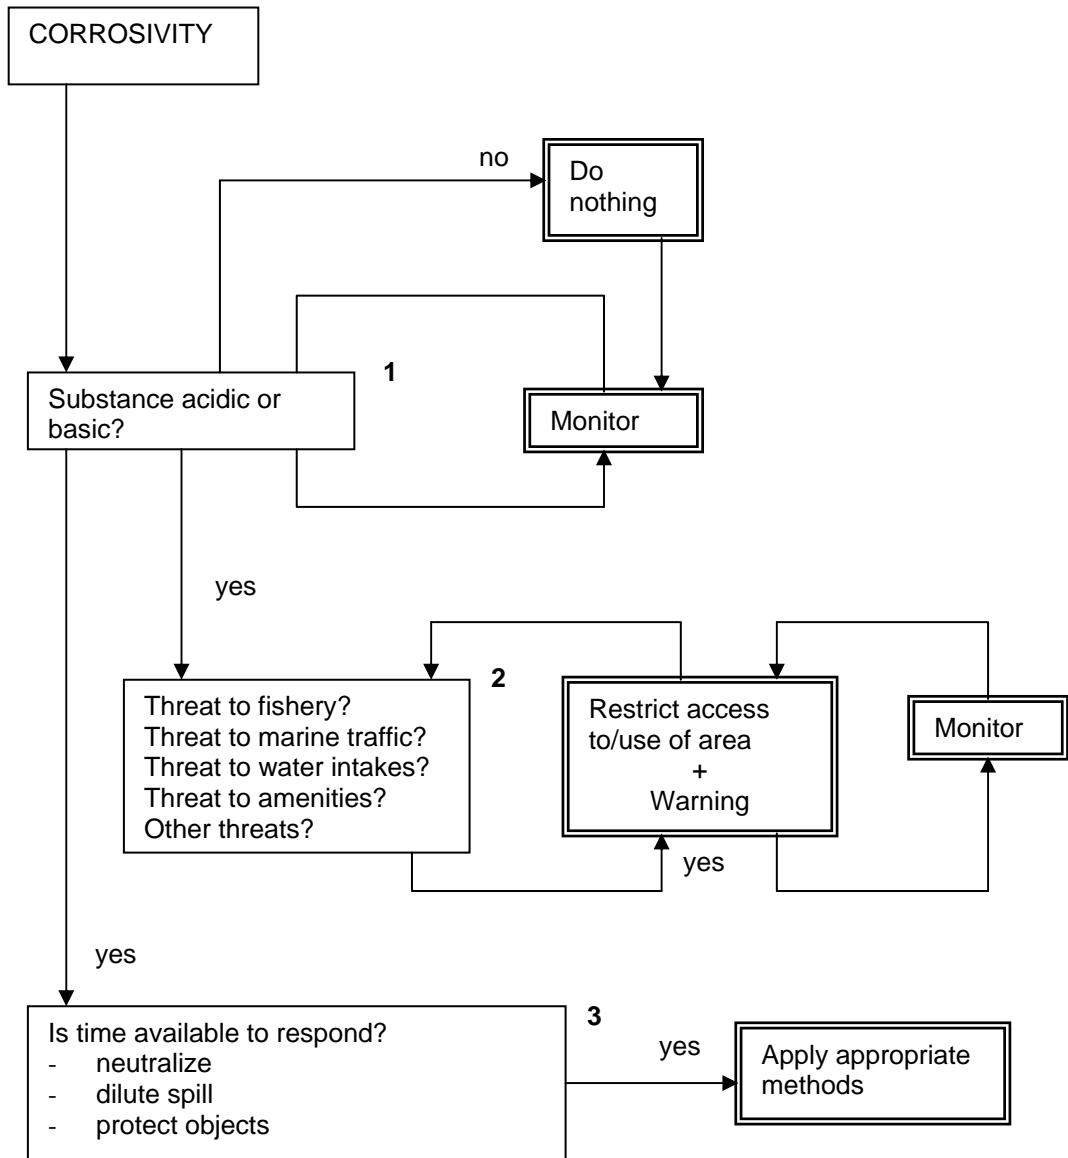 CORROSIVITY
no
Do
nothing
1
Substance acidic or
basic?
Monitor
yes
2
Threat to fishery?
Threat to marine traffic?
Threat to water intakes?
Threat to amenities?
Other threats?
Restrict access
to/use of area
+
Warning
Monitor
yes
yes
3
Is time available to respond?
- neutralize
- dilute spill
- protect objects
yes
Apply appropriate
methods